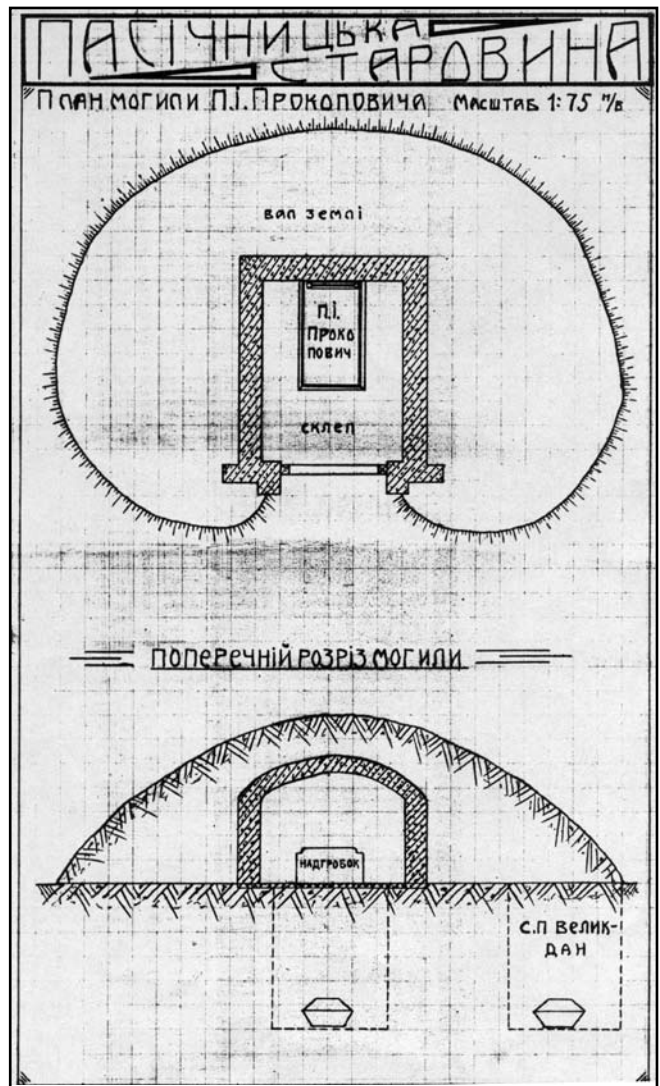 ПАСІЧНИЦЬКА
СТАРОВИНА
ПЛАН МОГИЛИ П.І. ПРОКОПОВИЧА МАСШТАБ 1:75 н/в
вал землі
П.І.
ПРОКО
ПОВИЧ
склеп
ПОПЕРЕЧНІЙ РОЗРІЗ МОГИЛИ
НАДГРОБОК
С.П ВЕЛИК-
ДАН